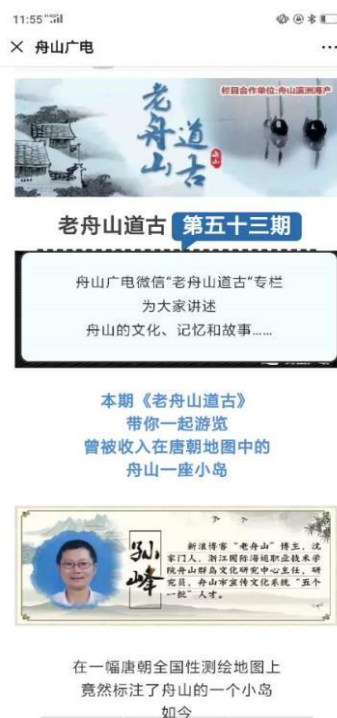 11:55
舟山广电
老舟山道古
栏目合作单位:舟山瀛洲海产
老舟山道古 第五十三期
舟山广电微信“老舟山道古”专栏
为大家讲述
舟山的文化、记忆和故事……
本期《老舟山道古》
带你一起游览
曾被收入在唐朝地图中的
舟山一座小岛
孙峰
新浪博客“老舟山”博主,沈
家门人,浙江国际海运职业技术学
院舟山群岛文化研究中心主任,研
究员,舟山市宣传文化系统“五个
一批”人才。
在一幅唐朝全国性测绘地图上
竟然标注了舟山的一个小岛
如今